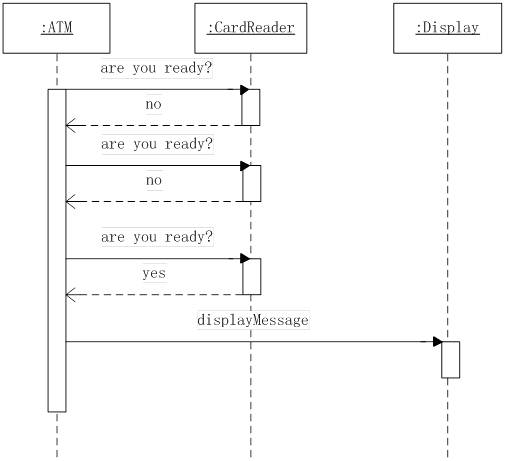 :ATM
:CardReader
:Display
are you ready?
no
are you ready?
no
are you ready?
yes
displayMessage